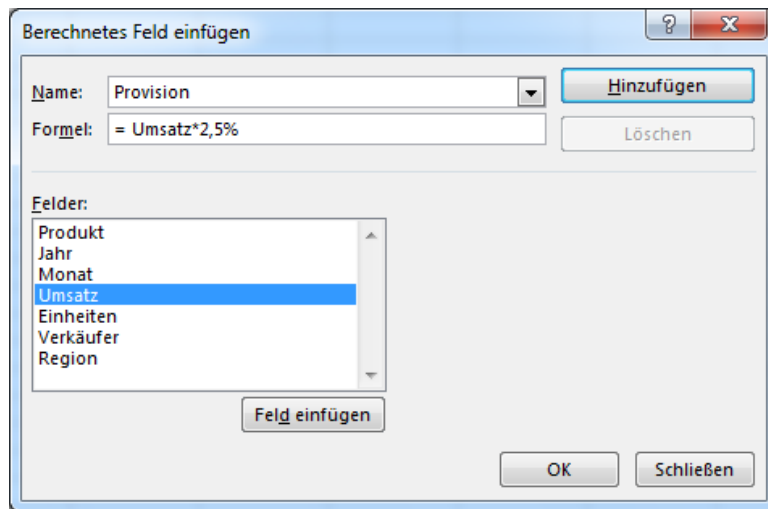 Berechnetes Feld einfügen
?
Name: Provision Hinzufügen
Formel: = Umsatz*2,5% Löschen
Felder:
Produkt
Jahr
Monat
Umsatz
Einheiten
Verkäufer
Region
Feld einfügen
OK Schließen